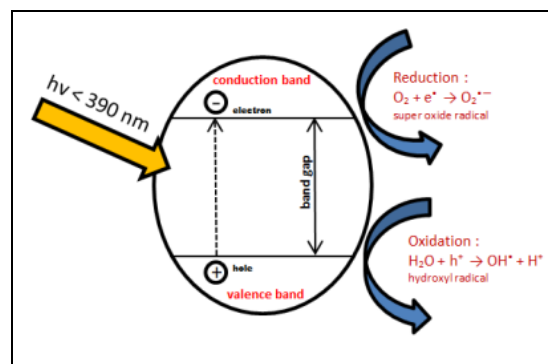 hv < 390 nm
conduction band
−
electron
band gap
+
hole
valence band
Reduction :
O₂ + e• → O₂•—
super oxide radical
Oxidation :
H₂O + h⁺ → OH• + H⁺
hydroxyl radical